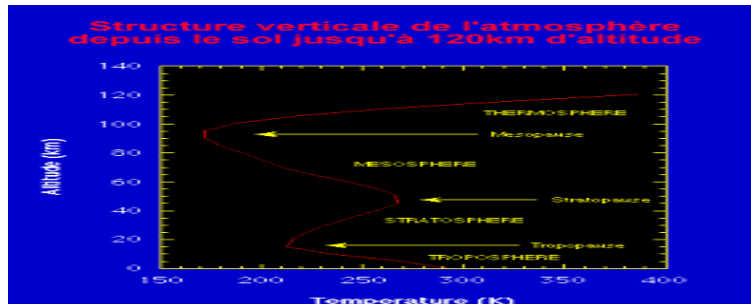 Structure verticale de l'atmosphère
depuis le sol jusqu'à 120km d'altitude
140
120
100
80
60
40
20
0
Altitude (km)
THERMOSPHERE
Mesopause
MESOSPHERE
Stratopause
STRATOSPHERE
Tropopause
TROPOSPHERE
150 200 250 300 350 400
Temperature (K)